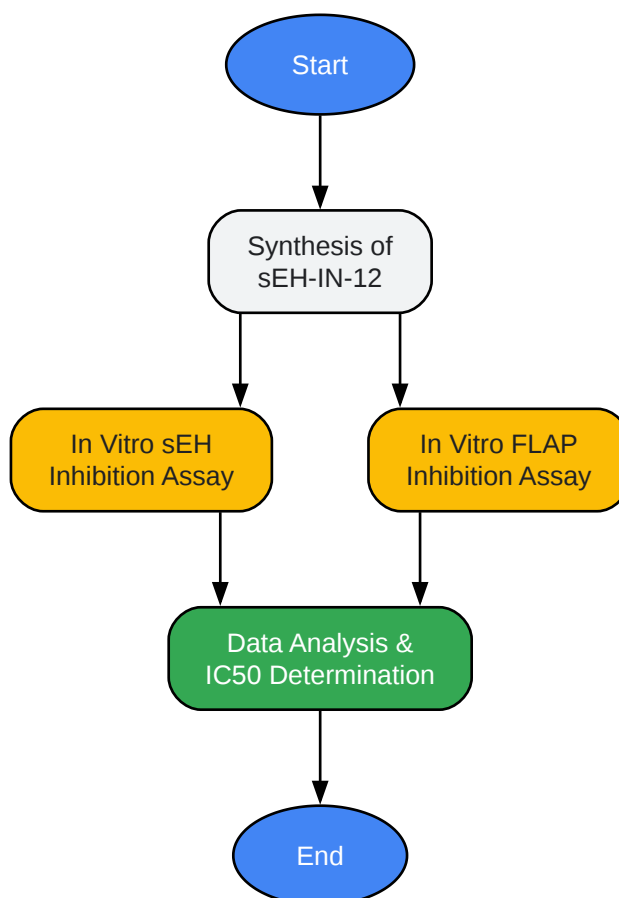 Start
Synthesis of
sEH-IN-12
In Vitro sEH
Inhibition Assay
In Vitro FLAP
Inhibition Assay
Data Analysis &
IC50 Determination
End